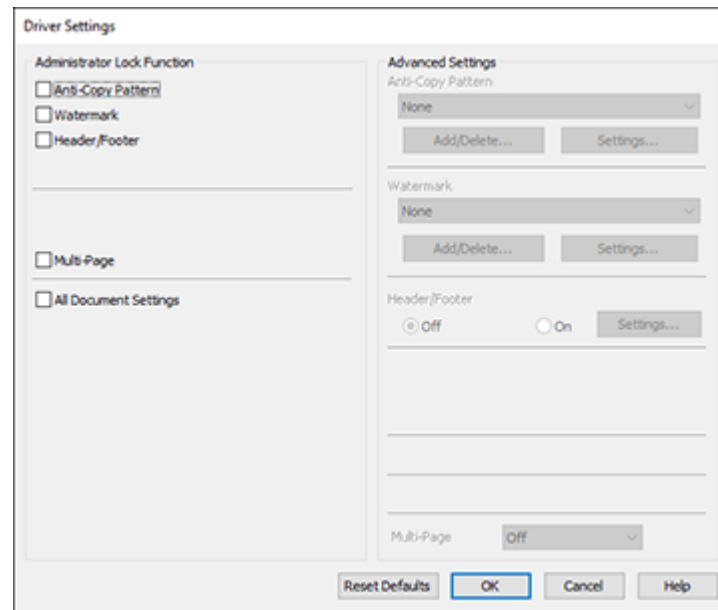 Driver Settings
Administrator Lock Function
Anti-Copy Pattern
Watermark
Header/Footer
Multi-Page
All Document Settings
Advanced Settings
Anti-Copy Pattern
None
Add/Delete... Settings...
Watermark
None
Add/Delete... Settings...
Header/Footer
Off On Settings...
Multi-Page Off
Reset Defaults OK Cancel Help